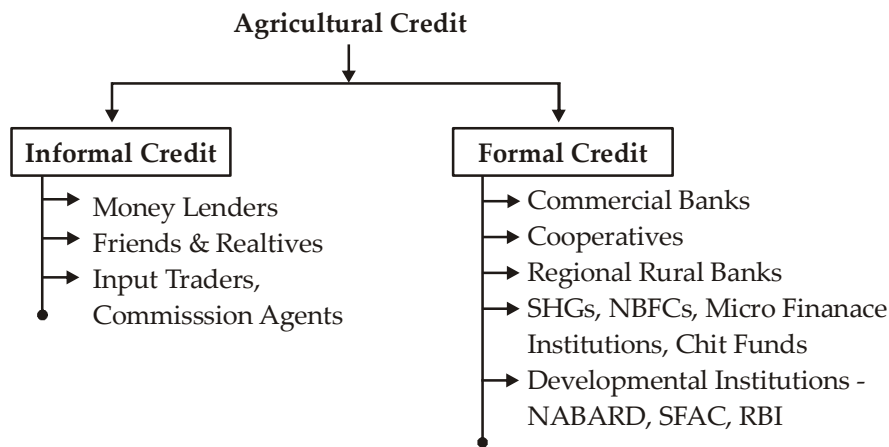 Agricultural Credit
Informal Credit
Money Lenders
Friends & Realtives
Input Traders,
Commisssion Agents
Formal Credit
Commercial Banks
Cooperatives
Regional Rural Banks
SHGs, NBFCs, Micro Finanace
Institutions, Chit Funds
Developmental Institutions -
NABARD, SFAC, RBI